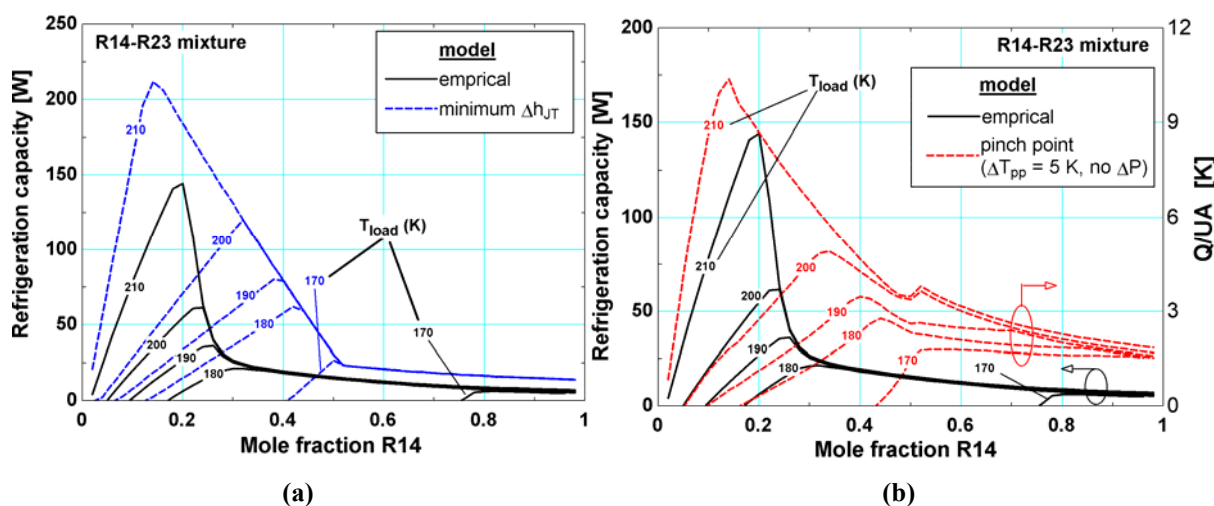 R14-R23 mixture
model
emprical
minimum ΔhJT
Refrigeration capacity [W]
250
200
150
100
50
0
210
210
200
190
180
200
190
180
170
170
Tload (K)
0
0.2
0.4
0.6
0.8
1
Mole fraction R14
(a)
R14-R23 mixture
model
emprical
pinch point
(ΔTpp = 5 K, no ΔP)
Refrigeration capacity [W]
200
150
100
50
0
Tload (K)
210
210
200
190
180
200
190
180
170
170
12
9
6
3
0
Q/UA [K]
0
0.2
0.4
0.6
0.8
1
Mole fraction R14
(b)